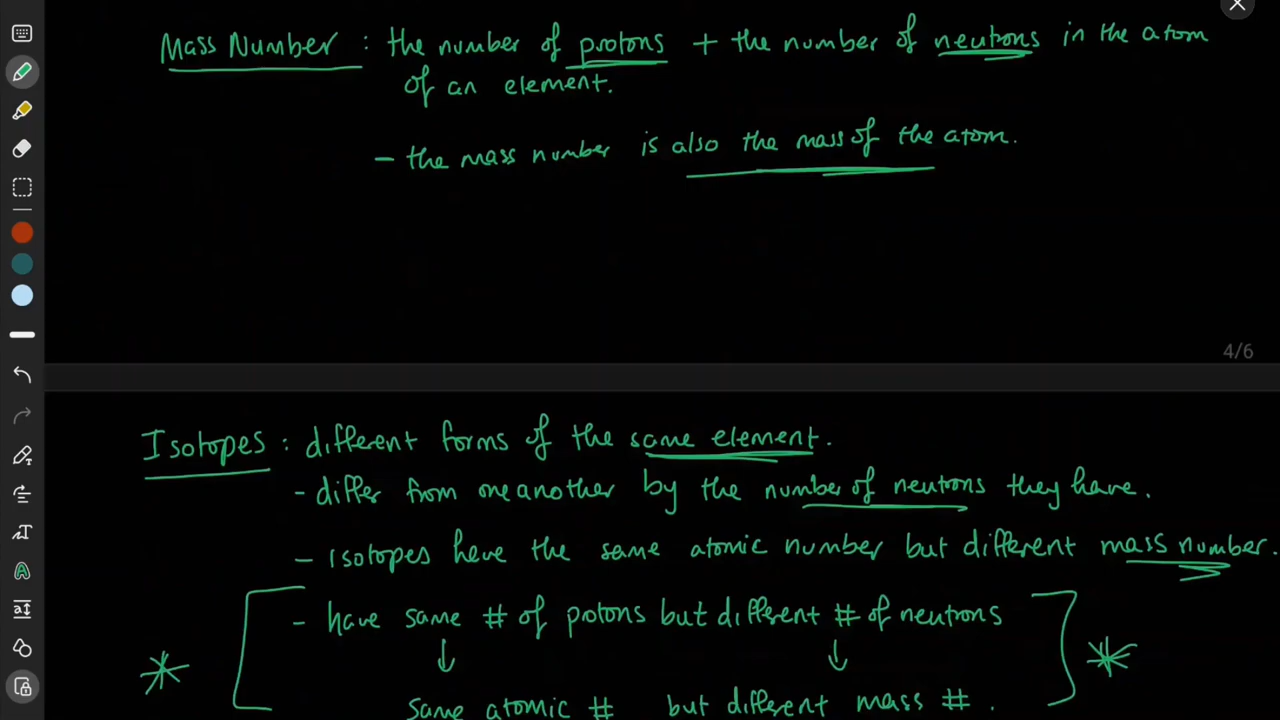 Mass Number : the number of protons + the number of neutrons in the atom
of an element.
- the mass number is also the mass of the atom.
4/6
Isotopes : different forms of the same element.
- differ from one another by the number of neutrons they have.
- isotopes have the same atomic number but different mass number.
- have same # of protons but different # of neutrons
same atomic # but different mass # .